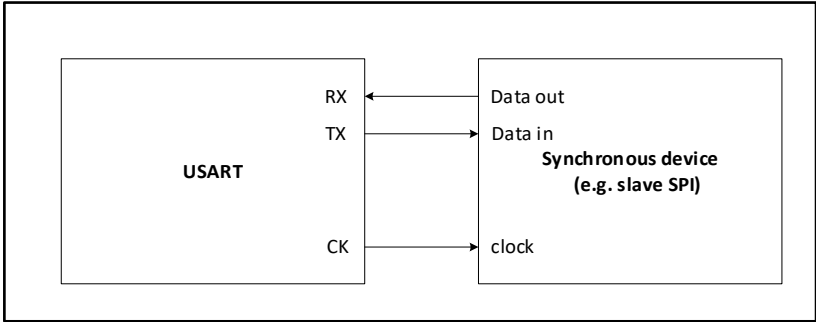 RX
Data out
TX
Data in
USART
Synchronous device
(e.g. slave SPI)
CK
clock